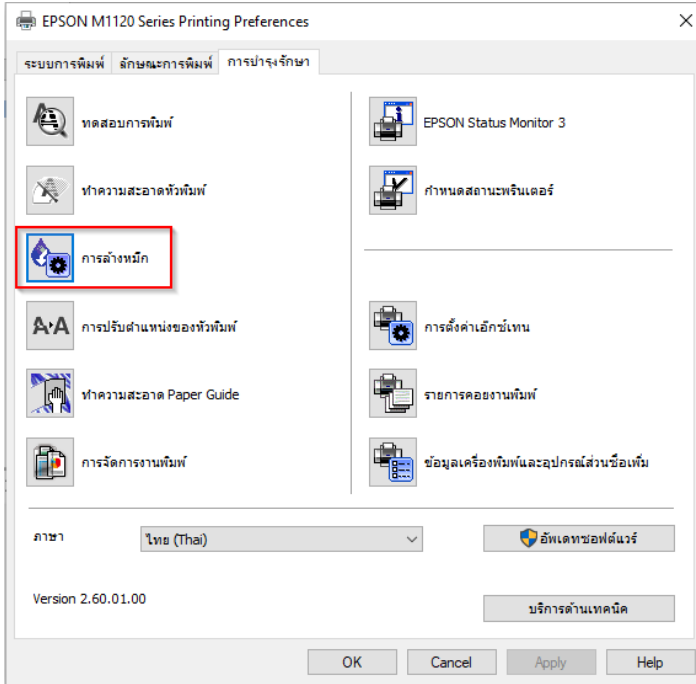 EPSON M1120 Series Printing Preferences
ระบบการพิมพ์ ลักษณะการพิมพ์ การบำรุงรักษา
ทดสอบการพิมพ์
ทำความสะอาดหัวพิมพ์
การล้างหมึก
การปรับตำแหน่งของหัวพิมพ์
ทำความสะอาด Paper Guide
การจัดการงานพิมพ์
EPSON Status Monitor 3
กำหนดสถานะพรินเตอร์
การตั้งค่าเอ็กซ์เทน
รายการคอยงานพิมพ์
ข้อมูลเครื่องพิมพ์และอุปกรณ์ส่วนซื้อเพิ่ม
ภาษา ไทย (Thai) อัพเดทซอฟต์แวร์
Version 2.60.01.00 บริการด้านเทคนิค
OK Cancel Apply Help